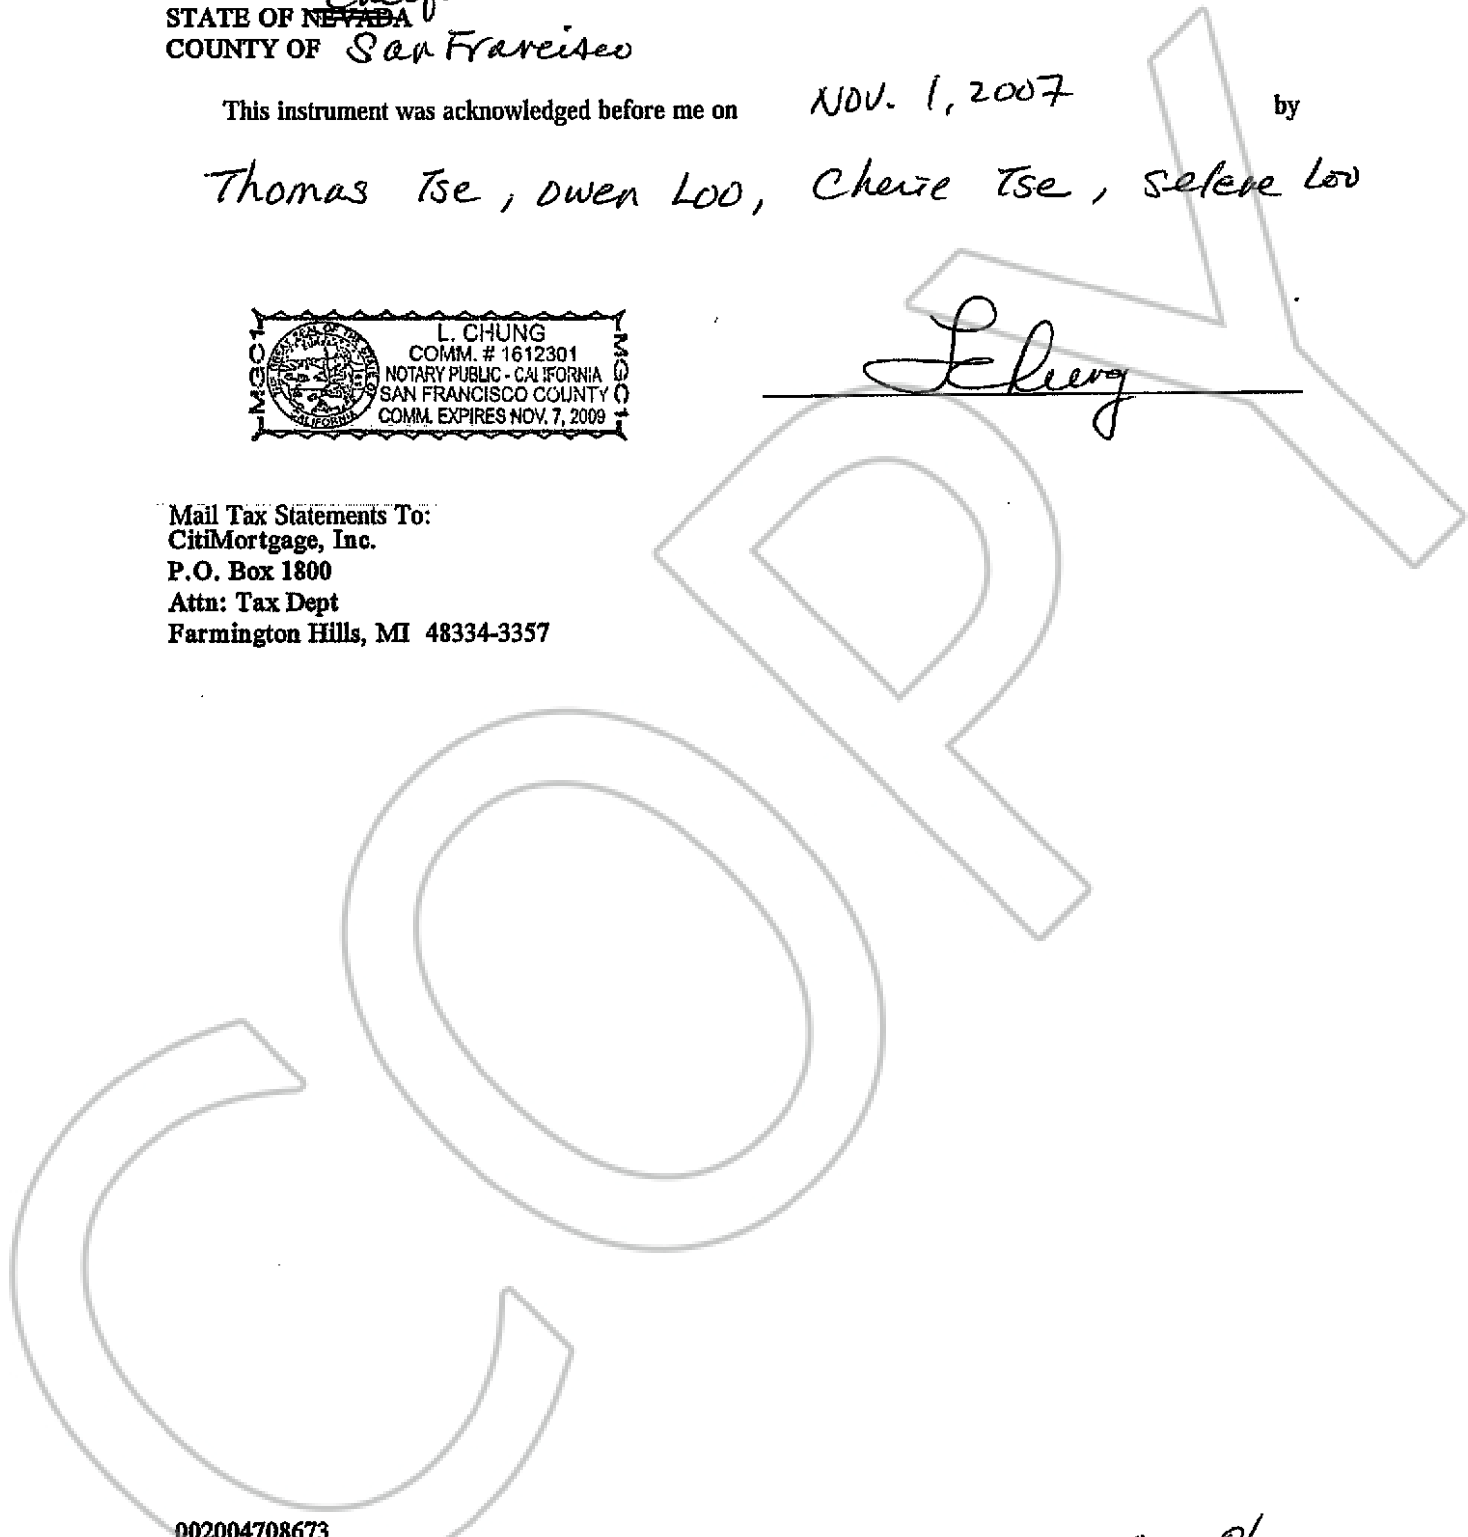 STATE OF NEVADA
COUNTY OF San Francisco
This instrument was acknowledged before me on NOV. 1, 2007 by
Thomas Tse, Owen Loo, Cherie Tse, Selene Loo
L. CHUNG
COMM. # 1612301
NOTARY PUBLIC - CALIFORNIA
SAN FRANCISCO COUNTY
COMM. EXPIRES NOV. 7, 2009
MGC1
MGC1
L Chung
Mail Tax Statements To:
CitiMortgage, Inc.
P.O. Box 1800
Attn: Tax Dept
Farmington Hills, MI 48334-3357
COPY
002004708673